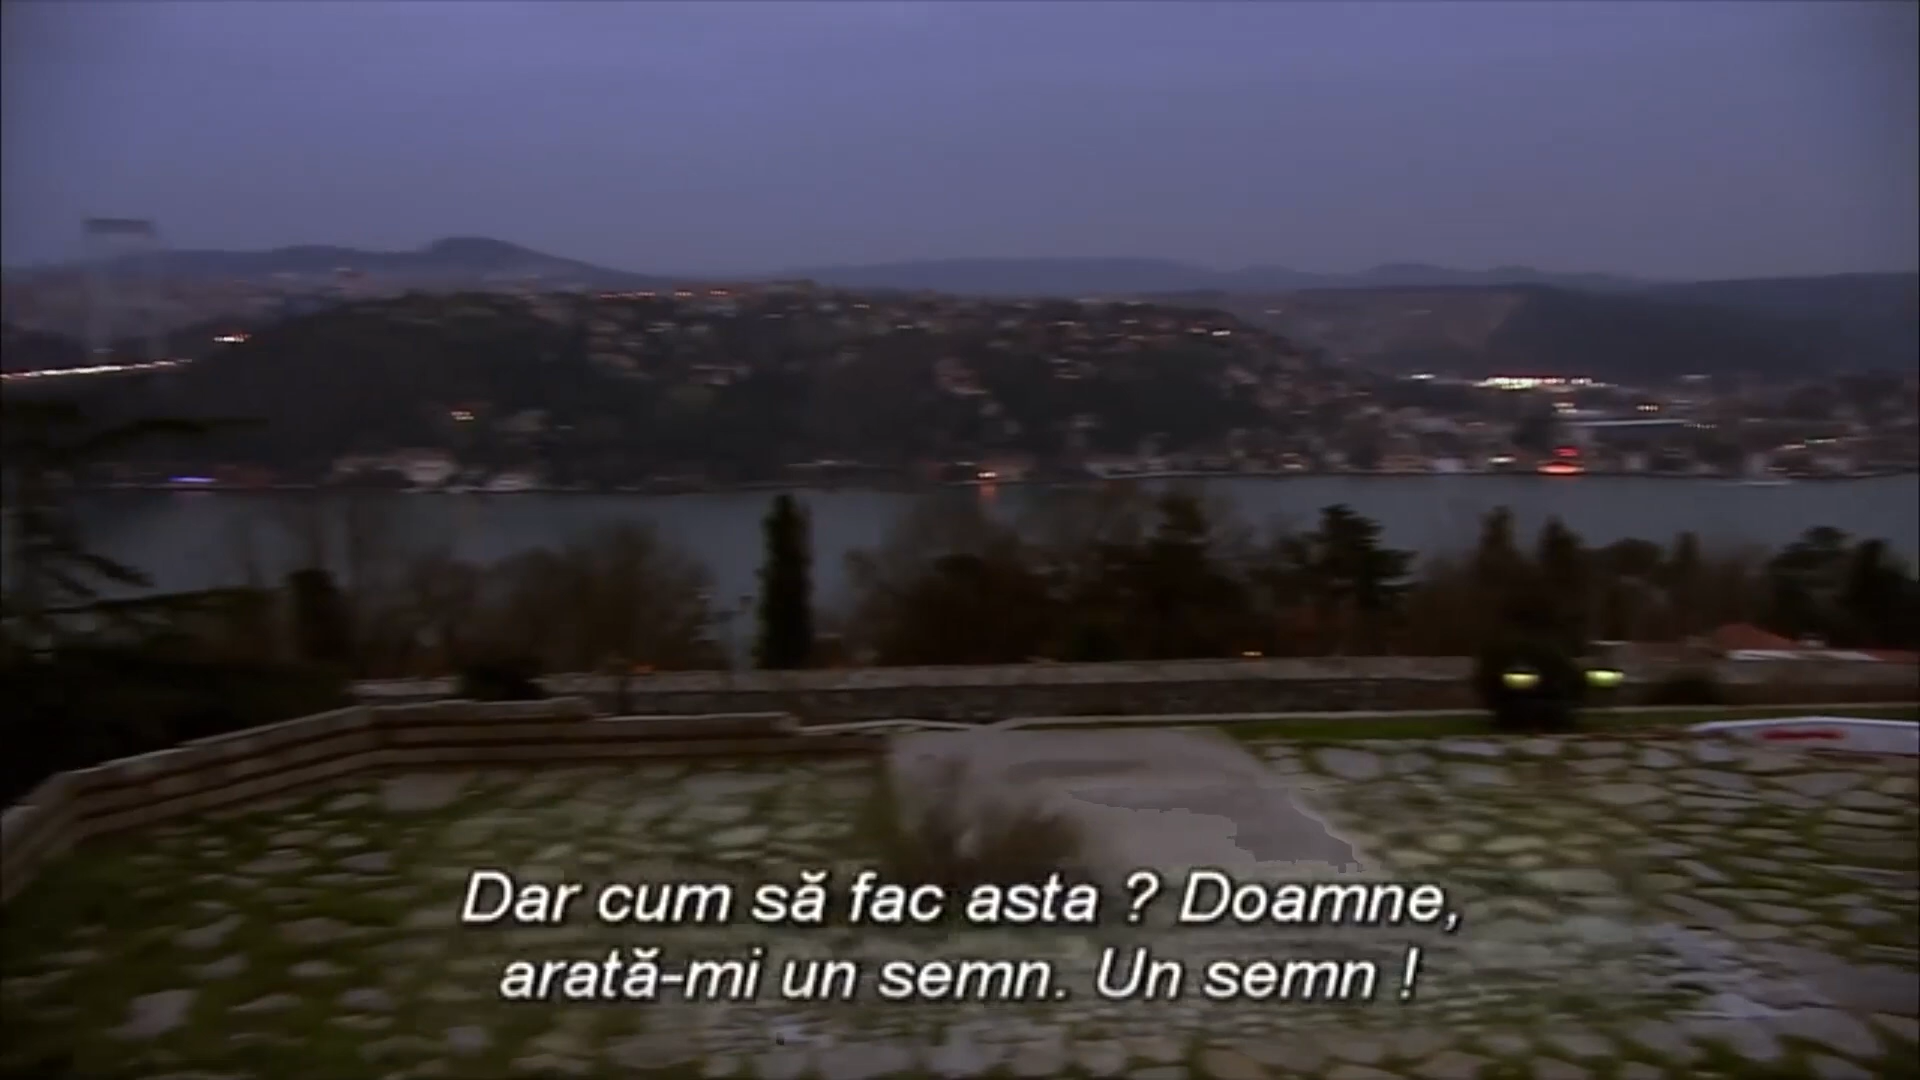 Dar cum să fac asta ? Doamne,
arată-mi un semn. Un semn !